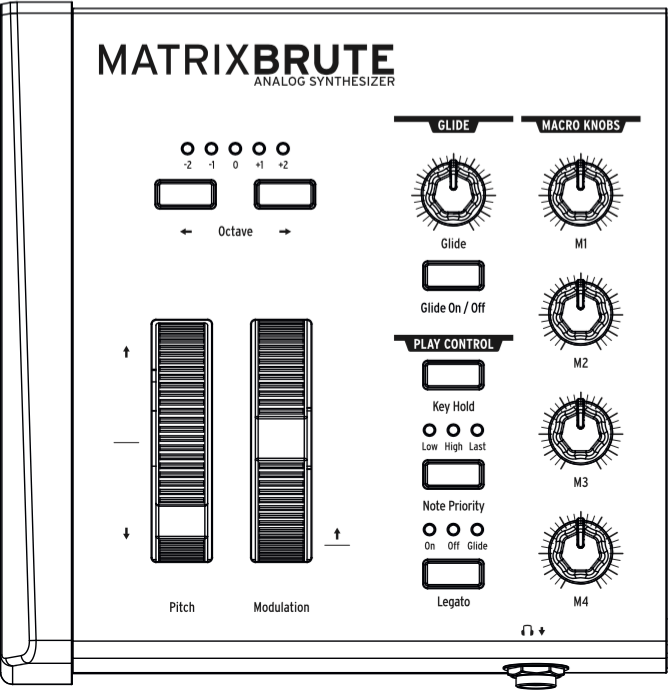 MATRIXBRUTE
ANALOG SYNTHESIZER
-2 -1 0 +1 +2
← Octave →
GLIDE
Glide
Glide On / Off
PLAY CONTROL
Key Hold
Low High Last
Note Priority
On Off Glide
Legato
MACRO KNOBS
M1
M2
M3
M4
Pitch
Modulation